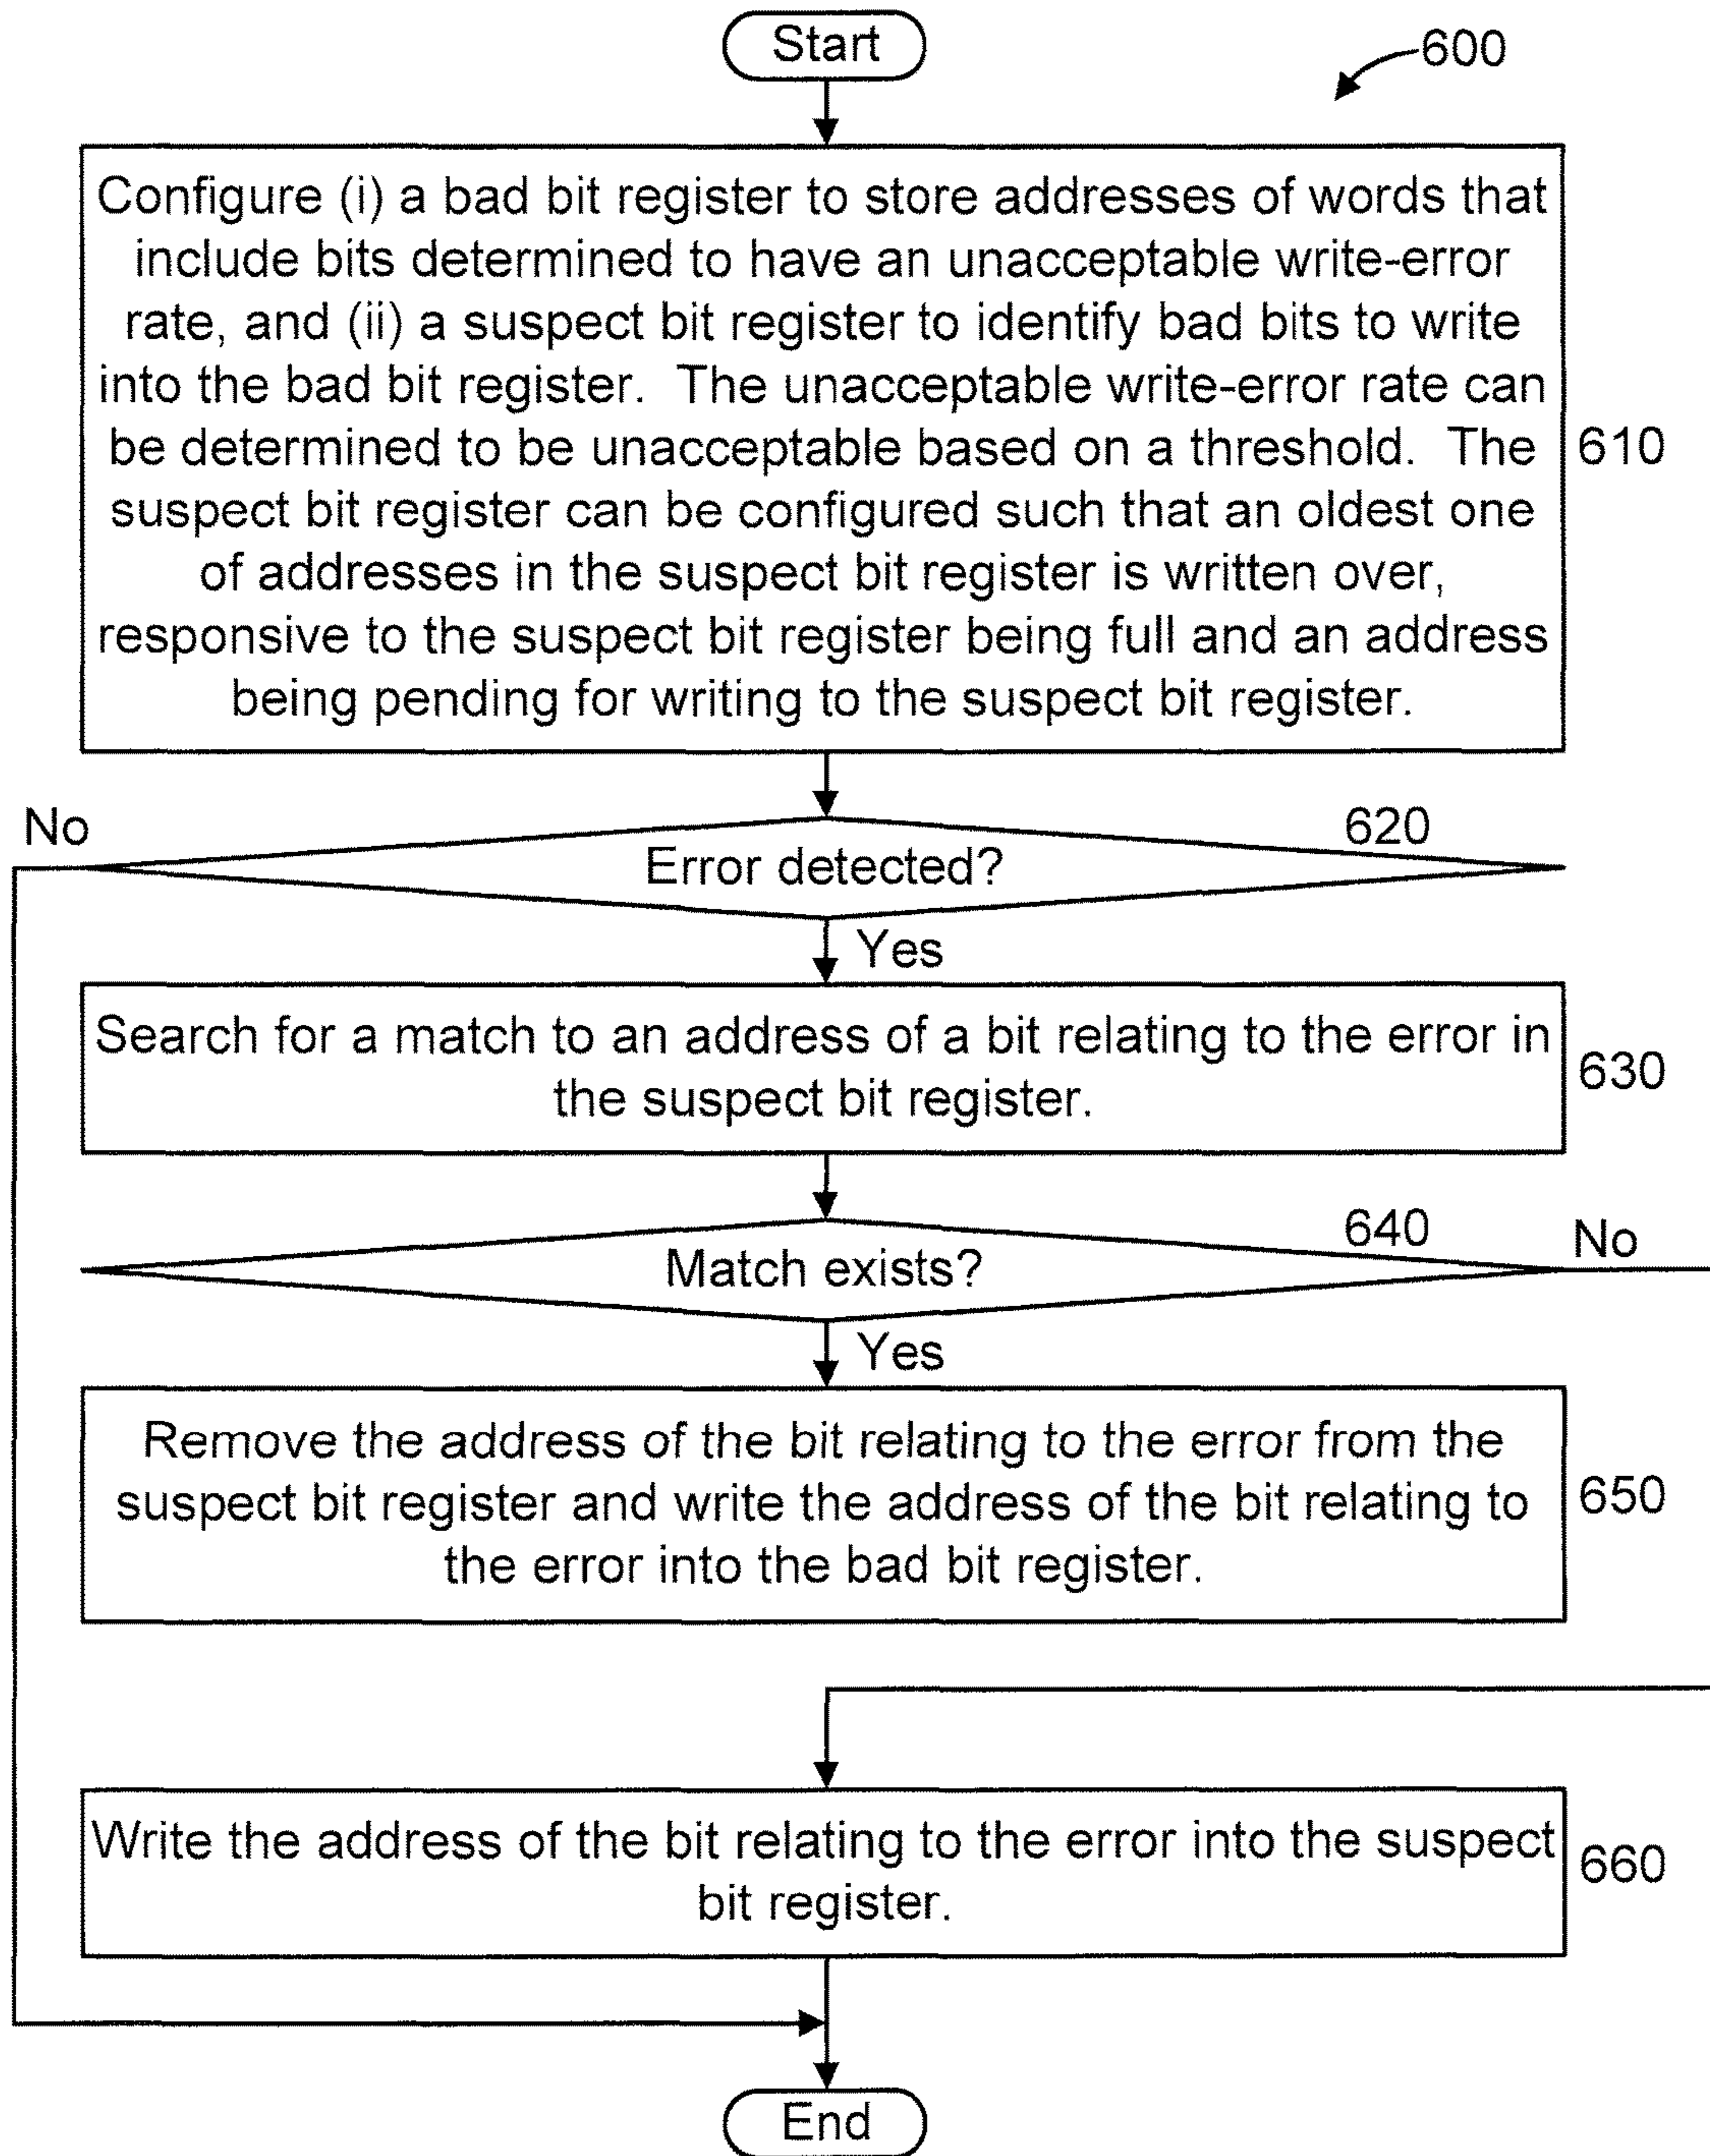 Start
600
Configure (i) a bad bit register to store addresses of words that
include bits determined to have an unacceptable write-error
rate, and (ii) a suspect bit register to identify bad bits to write
into the bad bit register.  The unacceptable write-error rate can
be determined to be unacceptable based on a threshold.  The
suspect bit register can be configured such that an oldest one
of addresses in the suspect bit register is written over,
responsive to the suspect bit register being full and an address
being pending for writing to the suspect bit register.
610
No
620
Error detected?
Yes
Search for a match to an address of a bit relating to the error in
the suspect bit register.
630
640
No
Match exists?
Yes
Remove the address of the bit relating to the error from the
suspect bit register and write the address of the bit relating to
the error into the bad bit register.
650
Write the address of the bit relating to the error into the suspect
bit register.
660
End